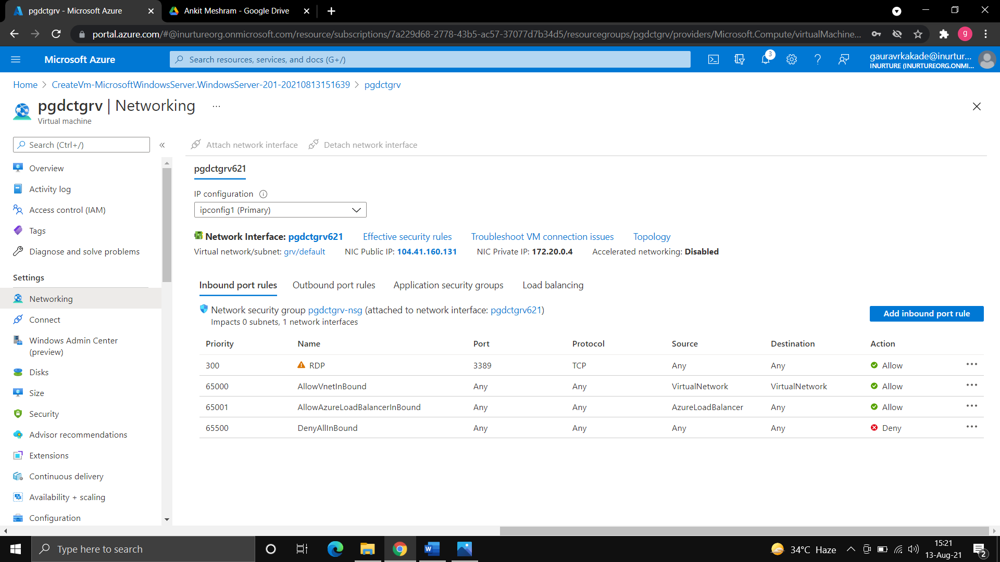 pgdctgrv - Microsoft Azure
Ankit Meshram - Google Drive
portal.azure.com/#@inurtureorg.onmicrosoft.com/resource/subscriptions/7a229d68-2778-43b5-ac57-37077d7b34d5/resourcegroups/pgdctgrv/providers/Microsoft.Compute/virtualMachine...
g
Microsoft Azure
Search resources, services, and docs (G+/)
3
gauravrkakade@inurtur...
INURTURE (INURTUREORG.ONMI...
Home > CreateVm-MicrosoftWindowsServer.WindowsServer-201-20210813151639 > pgdctgrv
pgdctgrv | Networking ...
Virtual machine
Search (Ctrl+/)
«
Overview
Activity log
Access control (IAM)
Tags
Diagnose and solve problems
Settings
Networking
Connect
Windows Admin Center
(preview)
Disks
Size
Security
Advisor recommendations
Extensions
Continuous delivery
Availability + scaling
Configuration
Attach network interface Detach network interface
pgdctgrv621
IP configuration
ipconfig1 (Primary)
Network Interface: pgdctgrv621 Effective security rules Troubleshoot VM connection issues Topology
Virtual network/subnet: grv/default NIC Public IP: 104.41.160.131 NIC Private IP: 172.20.0.4 Accelerated networking: Disabled
Inbound port rules Outbound port rules Application security groups Load balancing
Network security group pgdctgrv-nsg (attached to network interface: pgdctgrv621)
Impacts 0 subnets, 1 network interfaces
Add inbound port rule
Priority Name Port Protocol Source Destination Action
300 RDP 3389 TCP Any Any Allow ...
65000 AllowVnetInBound Any Any VirtualNetwork VirtualNetwork Allow ...
65001 AllowAzureLoadBalancerInBound Any Any AzureLoadBalancer Any Allow ...
65500 DenyAllInBound Any Any Any Any Deny ...
Type here to search
34°C Haze
15:21
13-Aug-21
2